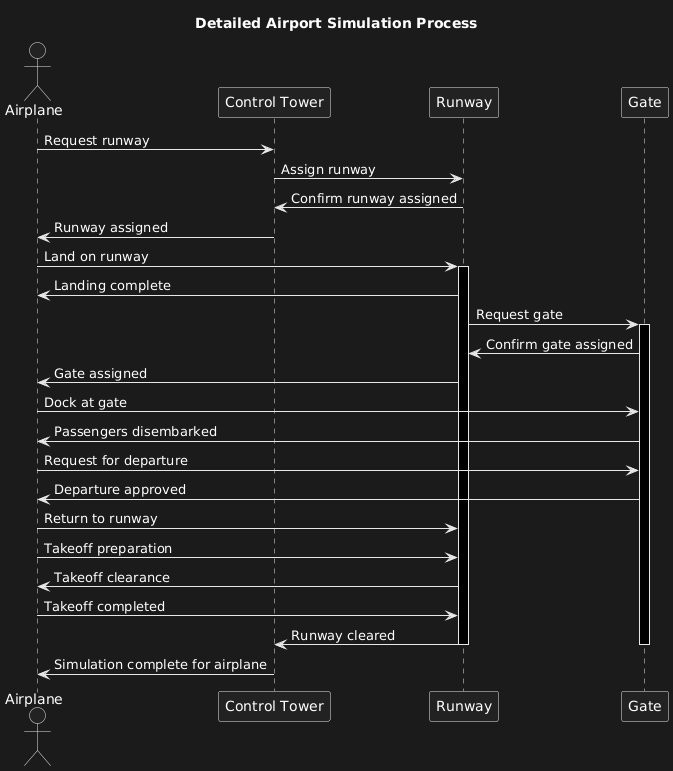 Detailed Airport Simulation Process
Airplane
Control Tower
Runway
Gate
Request runway
Assign runway
Confirm runway assigned
Runway assigned
Land on runway
Landing complete
Request gate
Confirm gate assigned
Gate assigned
Dock at gate
Passengers disembarked
Request for departure
Departure approved
Return to runway
Takeoff preparation
Takeoff clearance
Takeoff completed
Runway cleared
Simulation complete for airplane
Airplane
Control Tower
Runway
Gate